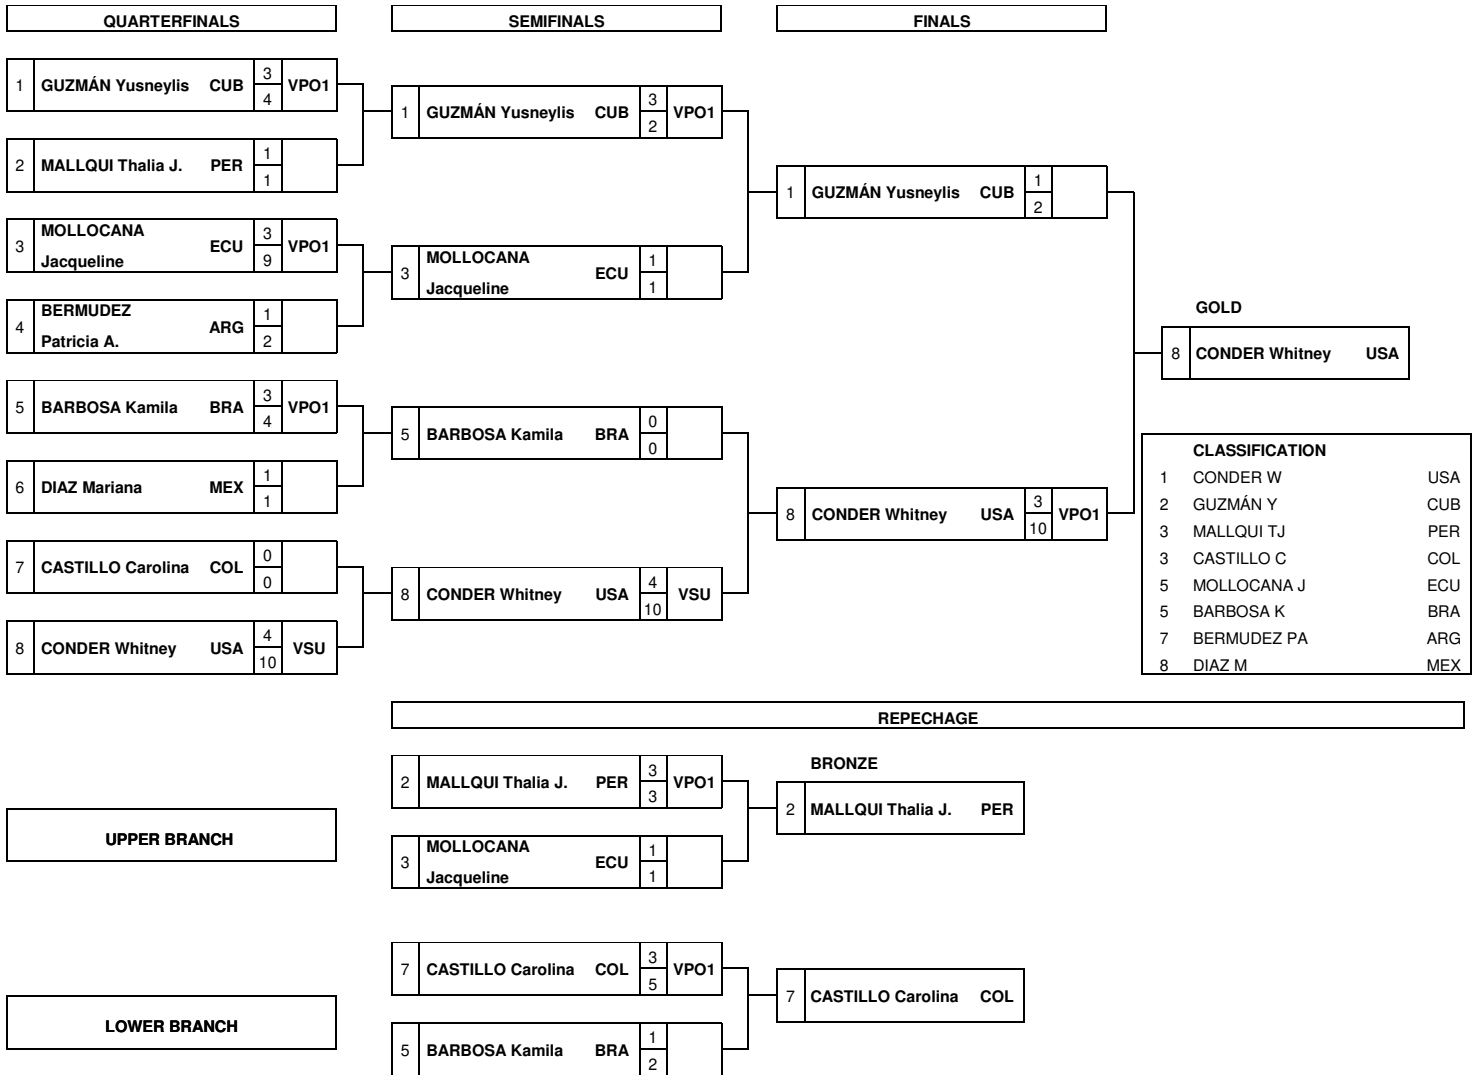 QUARTERFINALS SEMIFINALS FINALS
1 GUZMÁN Yusneylis CUB 3 4 VPO1
2 MALLQUI Thalia J. PER 1 1
3 MOLLOCANA Jacqueline ECU 3 9 VPO1
4 BERMUDEZ Patricia A. ARG 1 2
5 BARBOSA Kamila BRA 3 4 VPO1
6 DIAZ Mariana MEX 1 1
7 CASTILLO Carolina COL 0 0
8 CONDER Whitney USA 4 10 VSU
1 GUZMÁN Yusneylis CUB 3 2 VPO1
3 MOLLOCANA Jacqueline ECU 1 1
5 BARBOSA Kamila BRA 0 0
8 CONDER Whitney USA 4 10 VSU
1 GUZMÁN Yusneylis CUB 1 2
8 CONDER Whitney USA 3 10 VPO1
GOLD
8 CONDER Whitney USA
CLASSIFICATION
1 CONDER W USA
2 GUZMÁN Y CUB
3 MALLQUI TJ PER
3 CASTILLO C COL
5 MOLLOCANA J ECU
5 BARBOSA K BRA
7 BERMUDEZ PA ARG
8 DIAZ M MEX
REPECHAGE
UPPER BRANCH
2 MALLQUI Thalia J. PER 3 3 VPO1
3 MOLLOCANA Jacqueline ECU 1 1
BRONZE
2 MALLQUI Thalia J. PER
LOWER BRANCH
7 CASTILLO Carolina COL 3 5 VPO1
5 BARBOSA Kamila BRA 1 2
7 CASTILLO Carolina COL